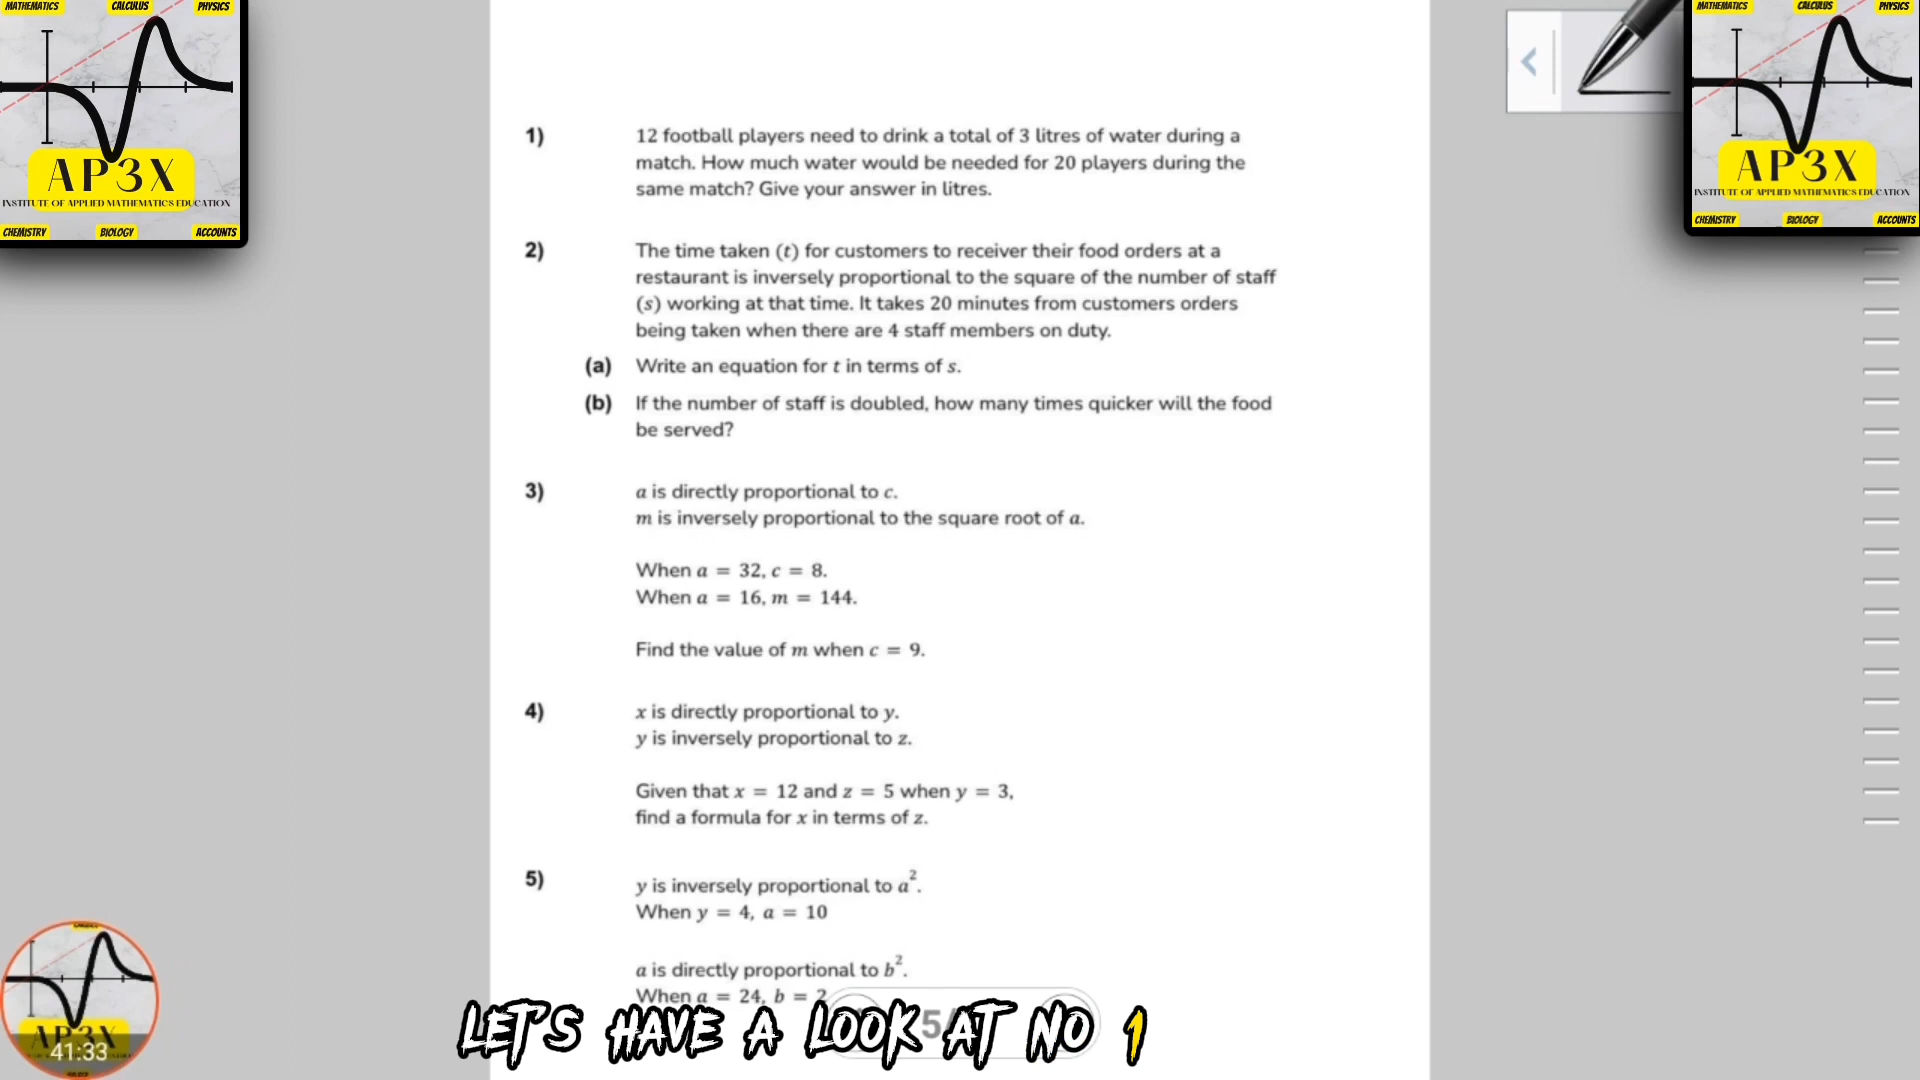 MATHEMATICS CALCULUS PHYSICS
AP3X
INSTITUTE OF APPLIED MATHEMATICS EDUCATION
CHEMISTRY BIOLOGY ACCOUNTS
MATHEMATICS CALCULUS PHYSICS
AP3X
INSTITUTE OF APPLIED MATHEMATICS EDUCATION
CHEMISTRY BIOLOGY ACCOUNTS
1) 12 football players need to drink a total of 3 litres of water during a
match. How much water would be needed for 20 players during the
same match? Give your answer in litres.
2) The time taken (t) for customers to receiver their food orders at a
restaurant is inversely proportional to the square of the number of staff
(s) working at that time. It takes 20 minutes from customers orders
being taken when there are 4 staff members on duty.
(a) Write an equation for t in terms of s.
(b) If the number of staff is doubled, how many times quicker will the food
be served?
3) a is directly proportional to c.
m is inversely proportional to the square root of a.
When a = 32, c = 8.
When a = 16, m = 144.
Find the value of m when c = 9.
4) x is directly proportional to y.
y is inversely proportional to z.
Given that x = 12 and z = 5 when y = 3,
find a formula for x in terms of z.
5) y is inversely proportional to a².
When y = 4, a = 10
a is directly proportional to b².
When a = 24, b = 2
LET'S HAVE A LOOK AT NO 1
AP3X
41:33